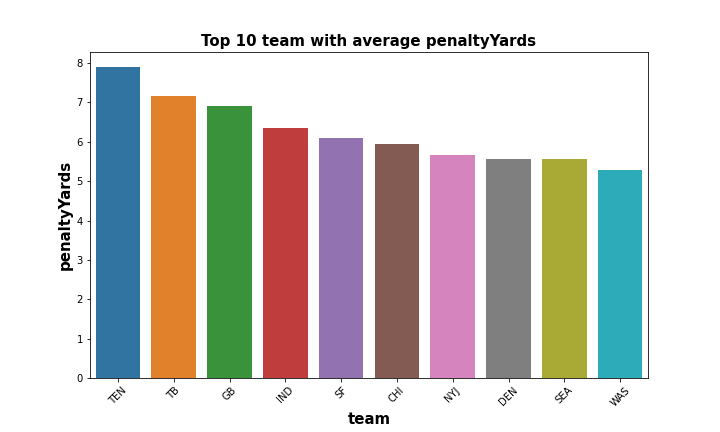 Top 10 team with average penaltyYards
penaltyYards
8
7
6
5
4
3
2
1
0
TEN TB GB IND SF CHI NYJ DEN SEA WAS
team